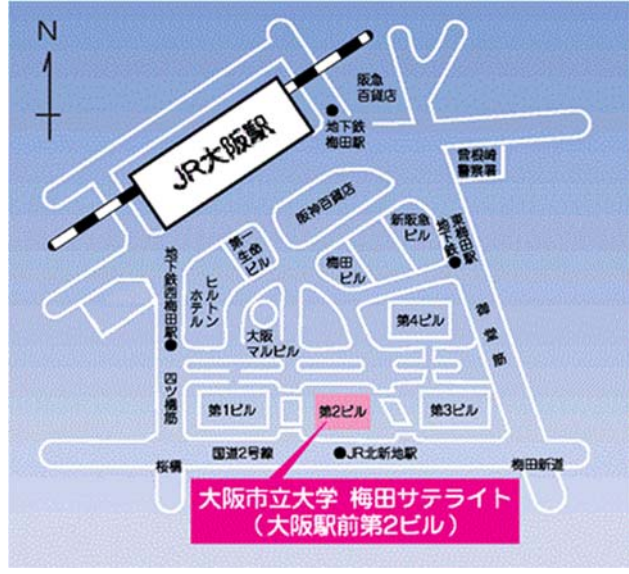 N
阪急
百貨店
地下鉄
梅田駅
JR大阪駅
曾根崎
警察署
阪神百貨店
新阪急
ビル
地下鉄
東梅田駅
第一
生命ビル
梅田
ビル
地下鉄西梅田駅
ヒルトン
ホテル
大阪
マルビル
第4ビル
御堂筋
四ツ橋筋
第1ビル
第2ビル
第3ビル
国道2号線
JR北新地駅
桜橋
梅田新道
大阪市立大学 梅田サテライト
(大阪駅前第2ビル)